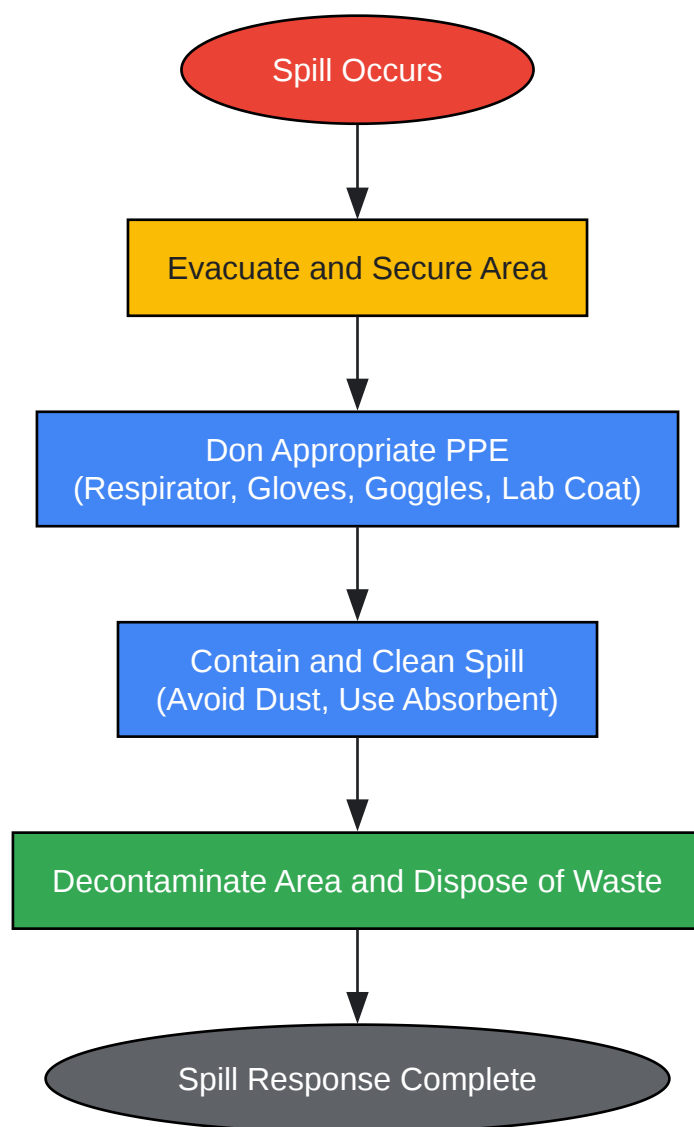 Spill Occurs
Evacuate and Secure Area
Don Appropriate PPE
(Respirator, Gloves, Goggles, Lab Coat)
Contain and Clean Spill
(Avoid Dust, Use Absorbent)
Decontaminate Area and Dispose of Waste
Spill Response Complete